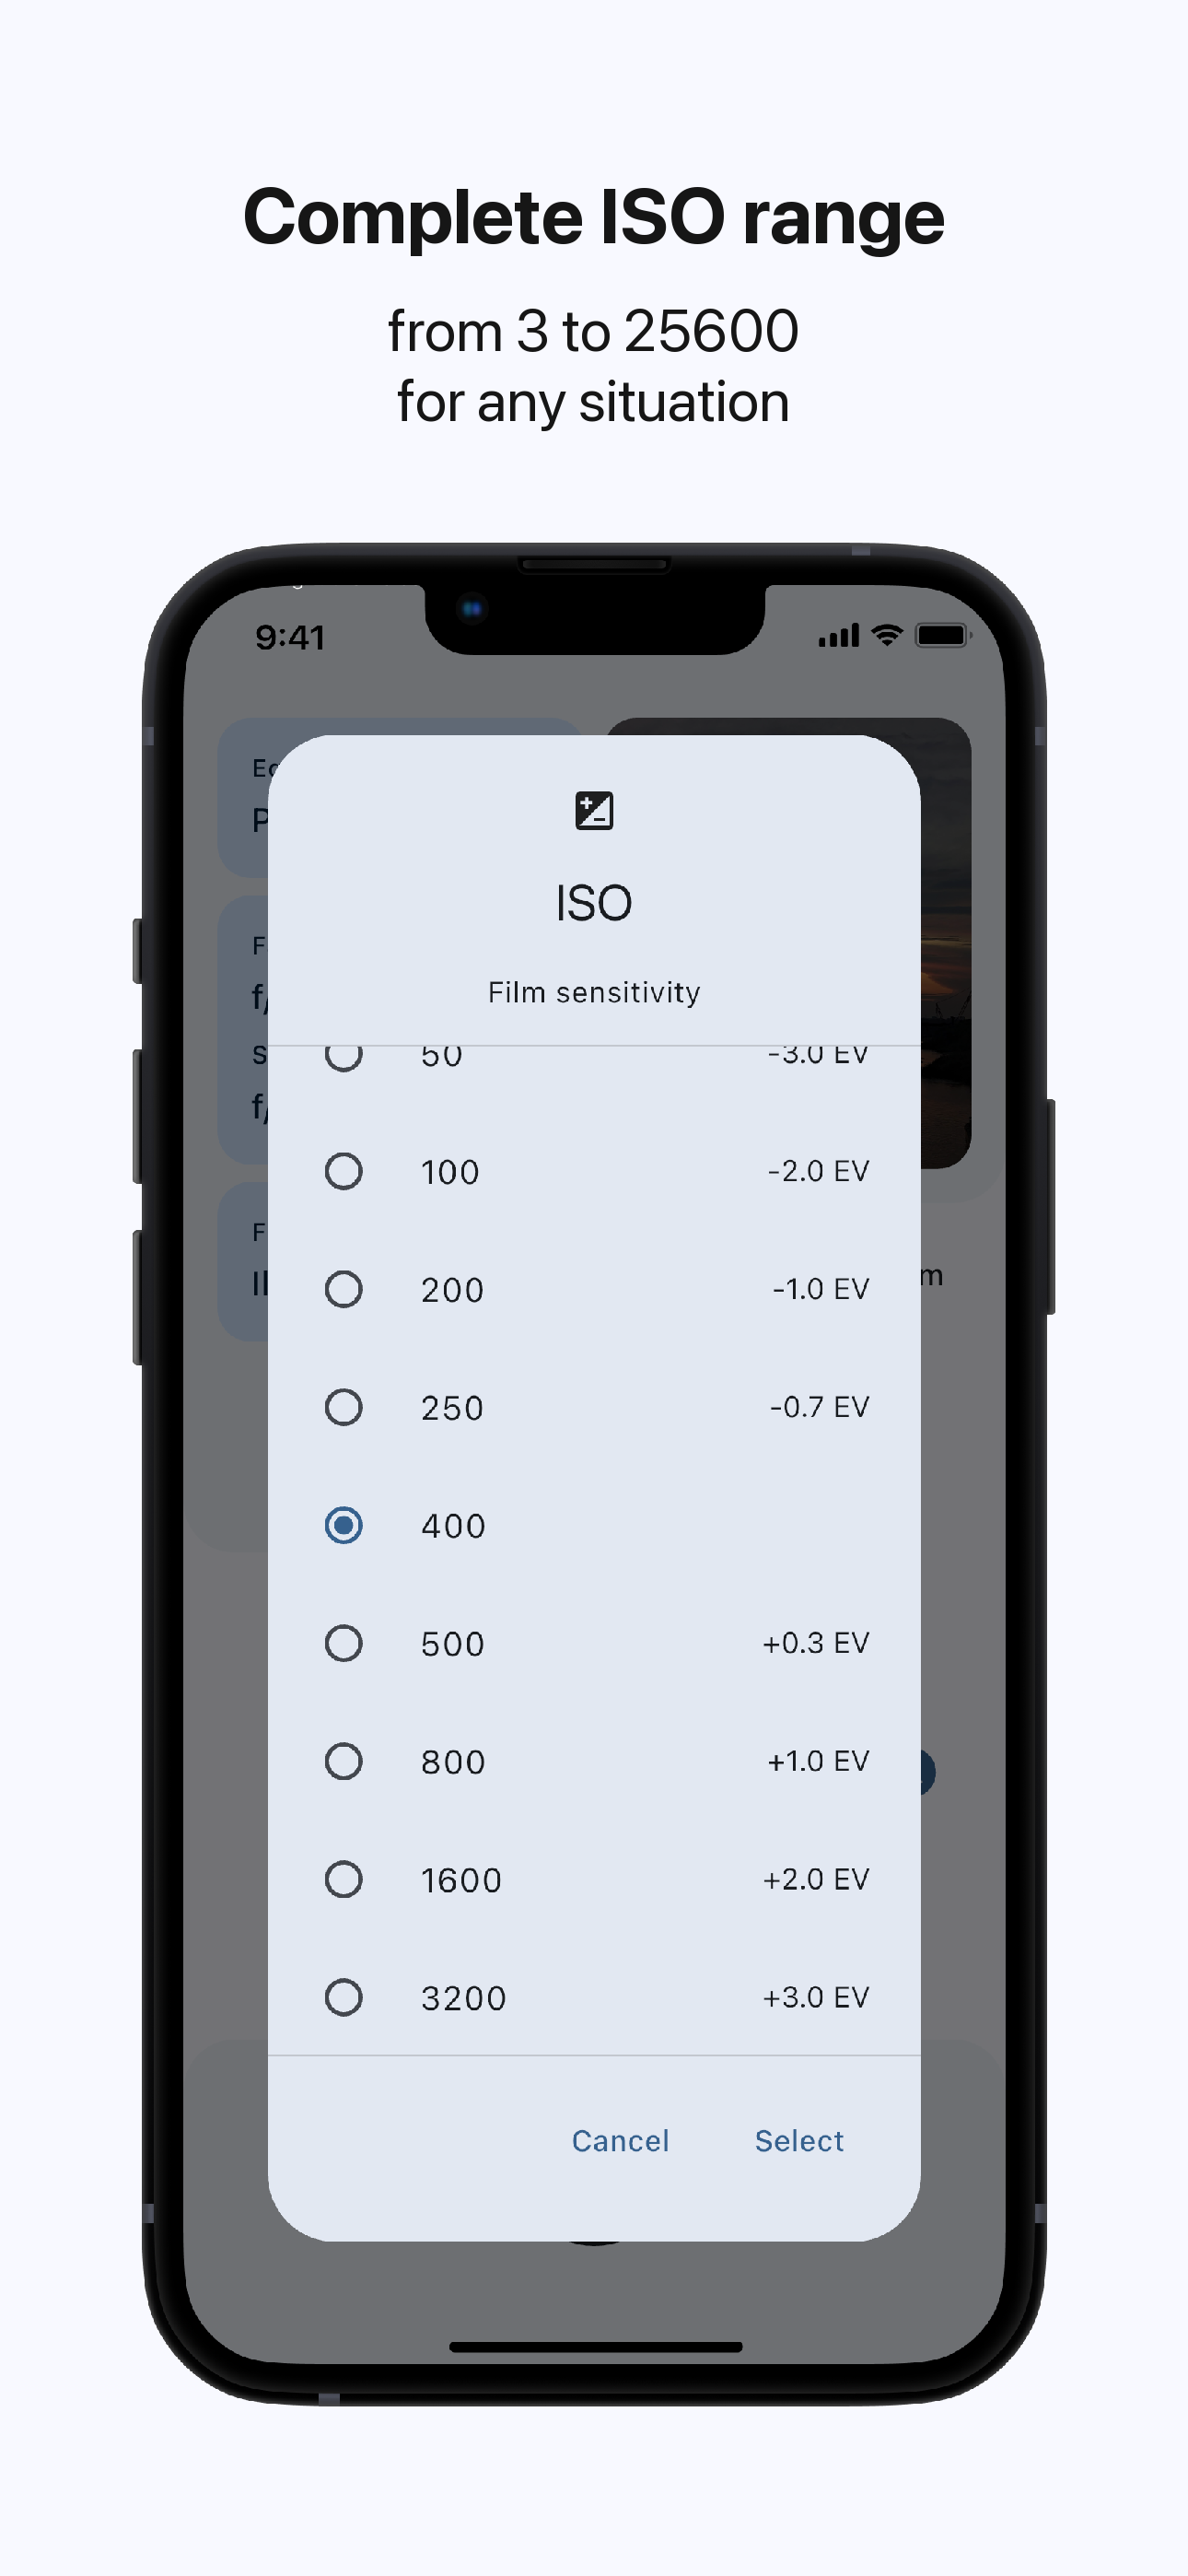 Complete ISO range
from 3 to 25600
for any situation
9:41
ISO
Film sensitivity
50 -3.0 EV
100 -2.0 EV
200 -1.0 EV
250 -0.7 EV
400
500 +0.3 EV
800 +1.0 EV
1600 +2.0 EV
3200 +3.0 EV
Cancel Select